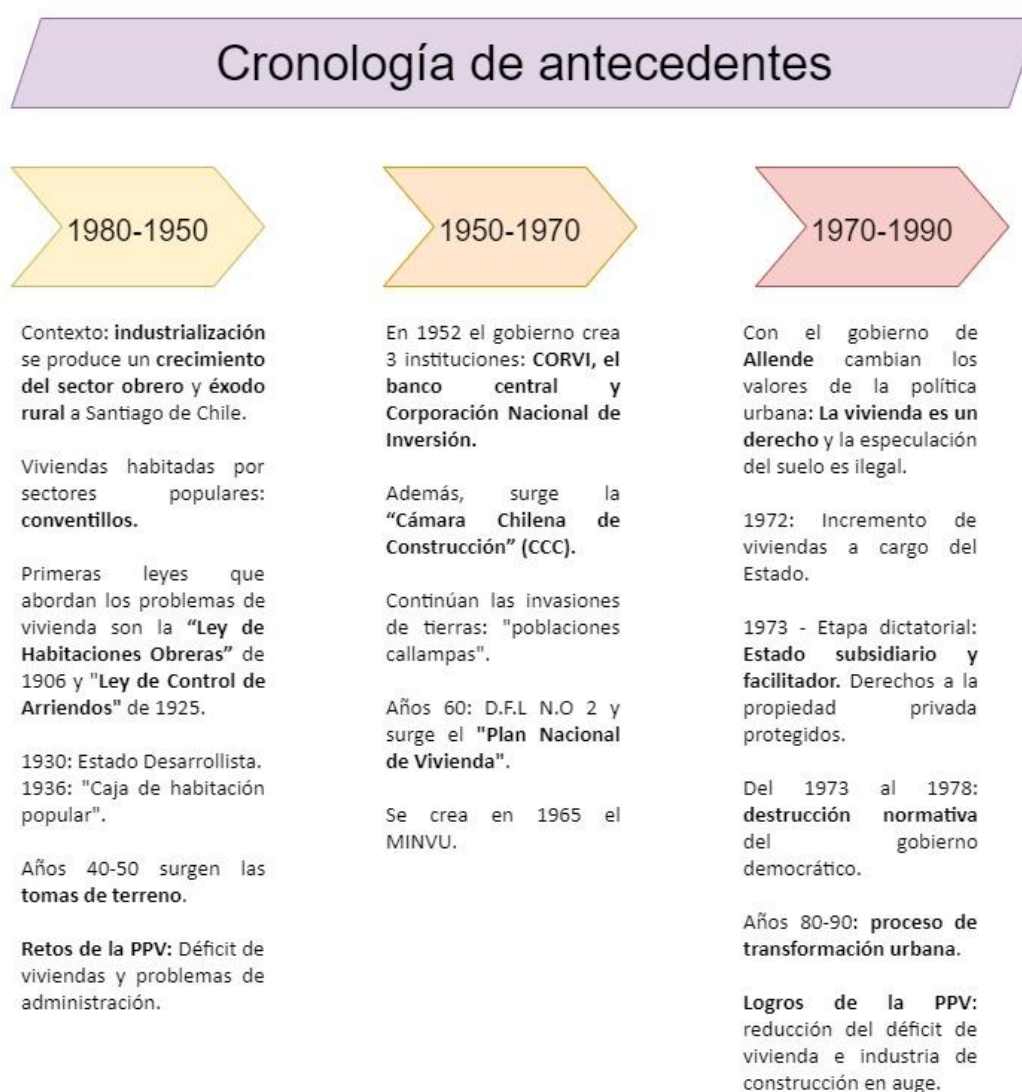 Cronología de antecedentes
1980-1950
Contexto: industrialización
se produce un crecimiento
del sector obrero y éxodo
rural a Santiago de Chile.
Viviendas habitadas por
sectores populares:
conventillos.
Primeras leyes que
abordan los problemas de
vivienda son la “Ley de
Habitaciones Obreras” de
1906 y "Ley de Control de
Arriendos" de 1925.
1930: Estado Desarrollista.
1936: "Caja de habitación
popular".
Años 40-50 surgen las
tomas de terreno.
Retos de la PPV: Déficit de
viviendas y problemas de
administración.
1950-1970
En 1952 el gobierno crea
3 instituciones: CORVI, el
banco central y
Corporación Nacional de
Inversión.
Además, surge la
“Cámara Chilena de
Construcción” (CCC).
Continúan las invasiones
de tierras: "poblaciones
callampas".
Años 60: D.F.L N.O 2 y
surge el "Plan Nacional
de Vivienda".
Se crea en 1965 el
MINVU.
1970-1990
Con el gobierno de
Allende cambian los
valores de la política
urbana: La vivienda es un
derecho y la especulación
del suelo es ilegal.
1972: Incremento de
viviendas a cargo del
Estado.
1973 - Etapa dictatorial:
Estado subsidiario y
facilitador. Derechos a la
propiedad privada
protegidos.
Del 1973 al 1978:
destrucción normativa
del gobierno
democrático.
Años 80-90: proceso de
transformación urbana.
Logros de la PPV:
reducción del déficit de
vivienda e industria de
construcción en auge.